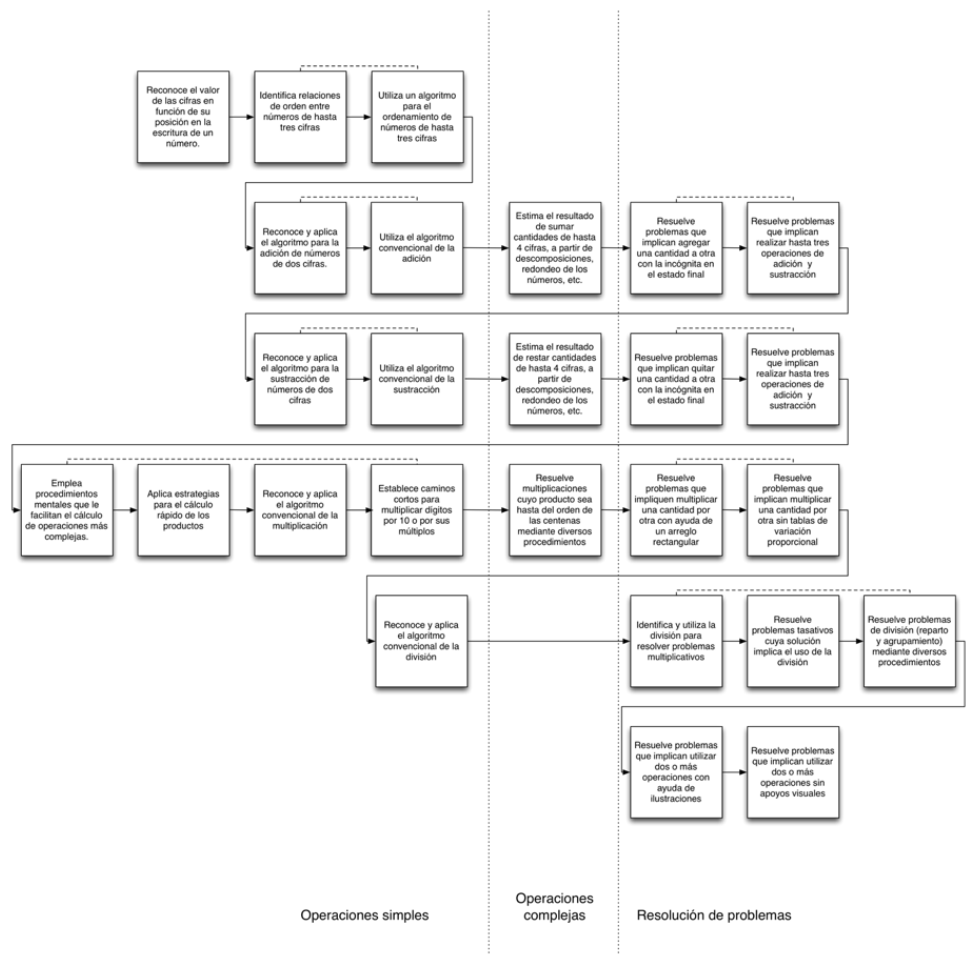 Reconoce el valor
de las cifras en
función de su
posición en la
escritura de un
número.
Identifica relaciones
de orden entre
números de hasta
tres cifras
Utiliza un algoritmo
para el
ordenamiento de
números de hasta
tres cifras
Reconoce y aplica
el algoritmo para la
adición de números
de dos cifras.
Utiliza el algoritmo
convencional de la
adición
Estima el resultado
de sumar
cantidades de hasta
4 cifras, a partir de
descomposiciones,
redondeo de los
números, etc.
Resuelve
problemas que
implican agregar
una cantidad a otra
con la incógnita en
el estado final
Resuelve problemas
que implican
realizar hasta tres
operaciones de
adición y
sustracción
Reconoce y aplica
el algoritmo para la
sustracción de
números de dos
cifras
Utiliza el algoritmo
convencional de la
sustracción
Estima el resultado
de restar cantidades
de hasta 4 cifras, a
partir de
descomposiciones,
redondeo de los
números, etc.
Resuelve problemas
que implican quitar
una cantidad a otra
con la incógnita en
el estado final
Resuelve problemas
que implican
realizar hasta tres
operaciones de
adición y
sustracción
Emplea
procedimientos
mentales que le
facilitan el cálculo
de operaciones más
complejas.
Aplica estrategias
para el cálculo
rápido de los
productos
Reconoce y aplica
el algoritmo
convencional de la
multiplicación
Establece caminos
cortos para
multiplicar dígitos
por 10 o por sus
múltiplos
Resuelve
multiplicaciones
cuyo producto sea
hasta del orden de
las centenas
mediante diversos
procedimientos
Resuelve
problemas que
impliquen multiplicar
una cantidad por
otra con ayuda de
un arreglo
rectangular
Resuelve
problemas que
implican multiplicar
una cantidad por
otra sin tablas de
variación
proporcional
Reconoce y aplica
el algoritmo
convencional de la
división
Identifica y utiliza la
división para
resolver problemas
multiplicativos
Resuelve
problemas tasativos
cuya solución
implica el uso de la
división
Resuelve problemas
de división (reparto
y agrupamiento)
mediante diversos
procedimientos
Resuelve problemas
que implican utilizar
dos o más
operaciones con
ayuda de
ilustraciones
Resuelve problemas
que implican utilizar
dos o más
operaciones sin
apoyos visuales
Operaciones simples
Operaciones
complejas
Resolución de problemas